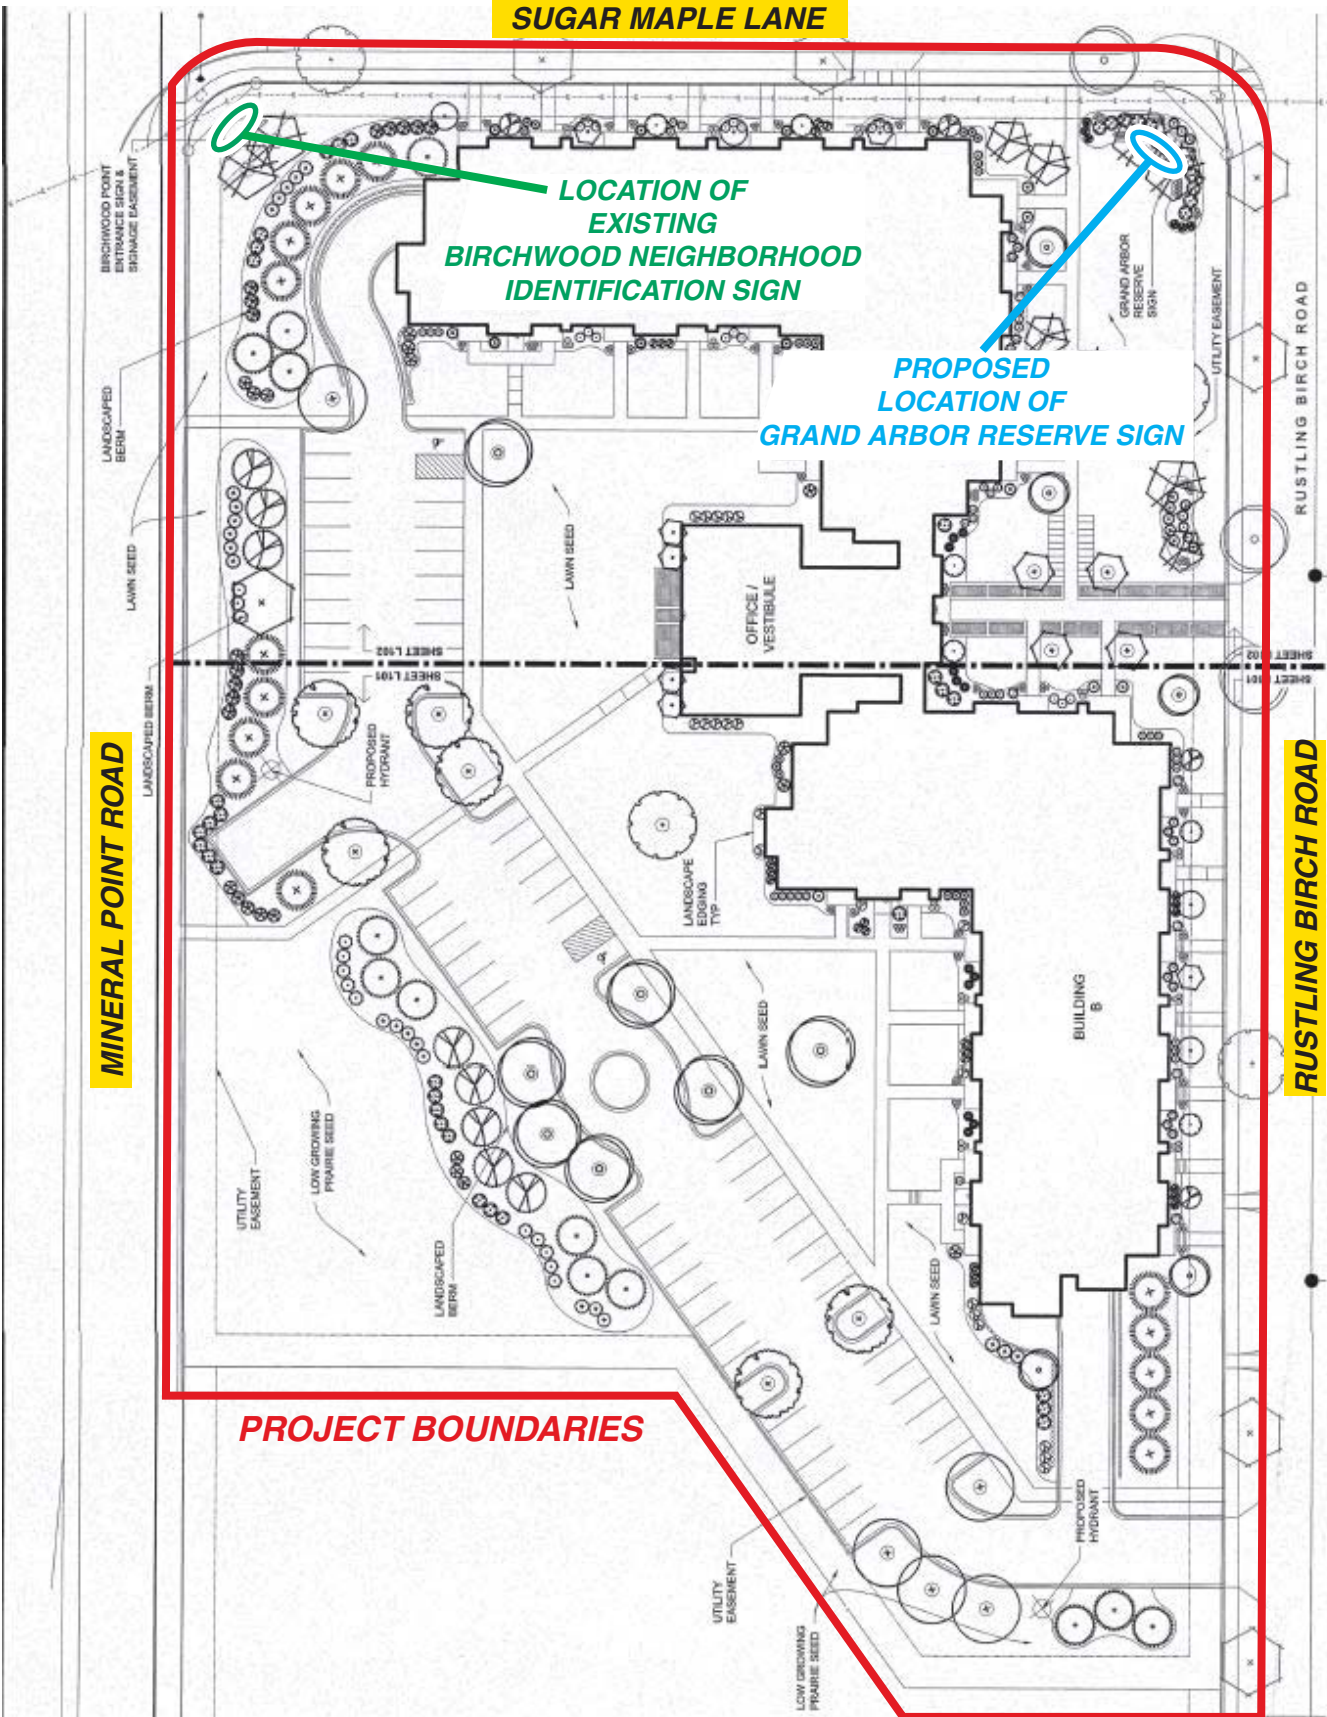 SUGAR MAPLE LANE
BIRCHWOOD POINT
ENTRANCE SIGN &
SIGNAGE EASEMENT
LOCATION OF
EXISTING
BIRCHWOOD NEIGHBORHOOD
IDENTIFICATION SIGN
GRAND ARBOR
RESERVE
SIGN
UTILITY EASEMENT
RUSTLING BIRCH ROAD
PROPOSED
LOCATION OF
GRAND ARBOR RESERVE SIGN
LANDSCAPED
BERM
LAWN SEED
LAWN SEED
OFFICE /
VESTIBULE
SHEET L102
SHEET L101
SHEET L102
SHEET L101
LANDSCAPED BERM
PROPOSED
HYDRANT
MINERAL POINT ROAD
RUSTLING BIRCH ROAD
LANDSCAPE
EDGING
TYP
BUILDING
B
LAWN SEED
UTILITY
EASEMENT
LOW GROWING
PRAIRIE SEED
LANDSCAPED
BERM
LAWN SEED
PROJECT BOUNDARIES
PROPOSED
HYDRANT
UTILITY
EASEMENT
LOW GROWING
PRAIRIE SEED